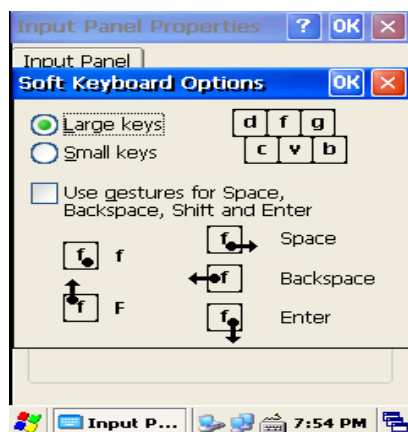 Input Panel Properties ? OK
Input Panel
Soft Keyboard Options OK
Large keys
Small keys
d f g
c v b
Use gestures for Space,
Backspace, Shift and Enter
f f
f F
f Space
f Backspace
f Enter
Input P... 7:54 PM